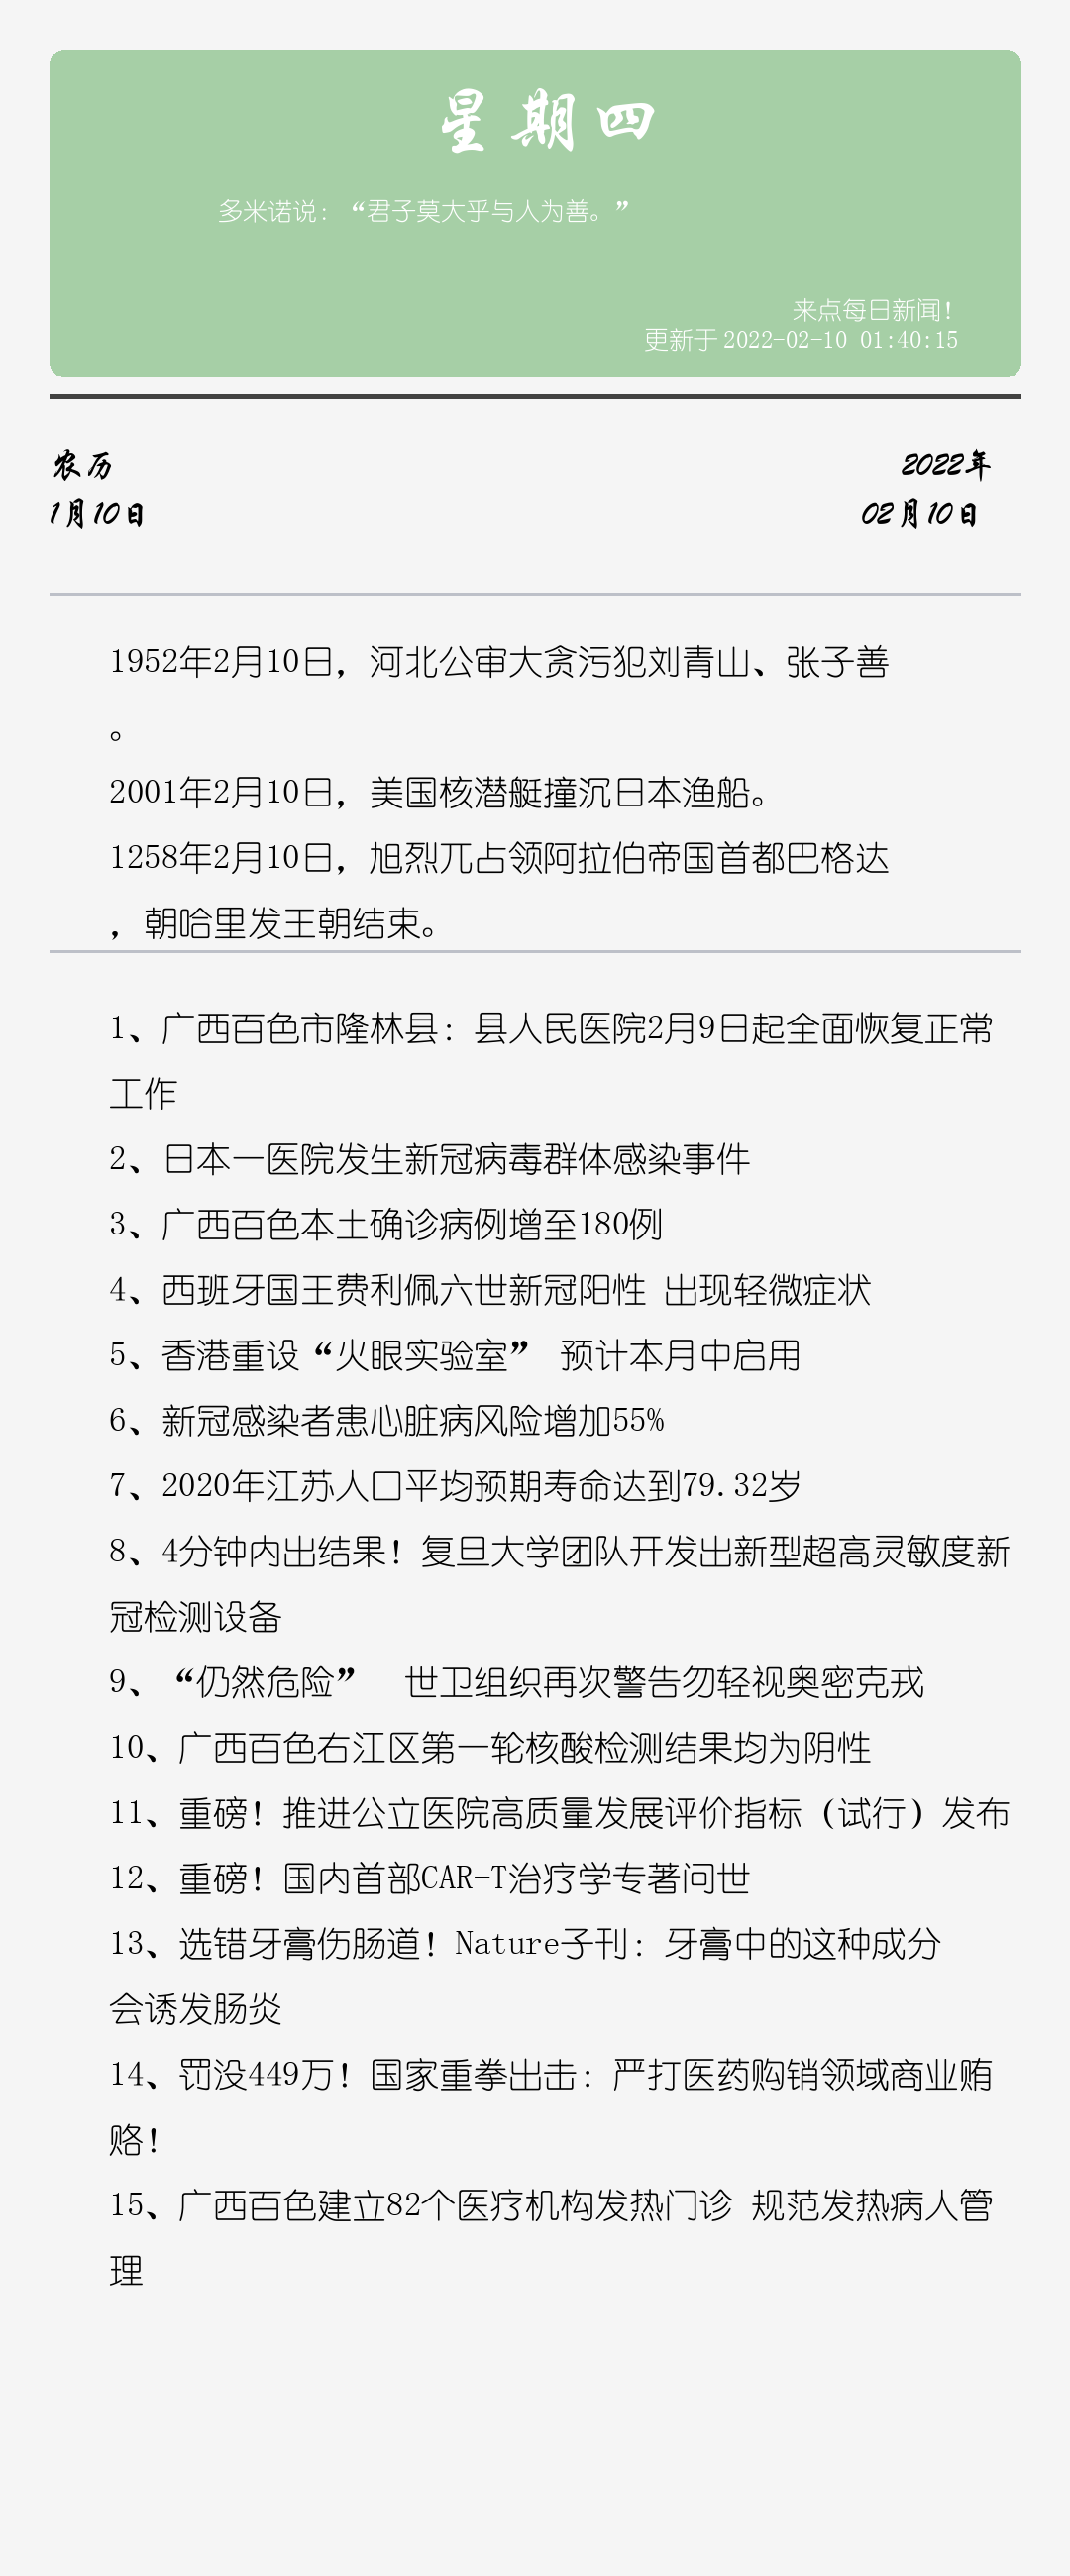 星期四
多米诺说：“君子莫大乎与人为善。”
来点每日新闻！
更新于 2022-02-10 01:40:15
农历
2022年
1月10日
02月10日
1952年2月10日，河北公审大贪污犯刘青山、张子善
。
2001年2月10日，美国核潜艇撞沉日本渔船。
1258年2月10日，旭烈兀占领阿拉伯帝国首都巴格达
，朝哈里发王朝结束。
1、广西百色市隆林县：县人民医院2月9日起全面恢复正常
工作
2、日本一医院发生新冠病毒群体感染事件
3、广西百色本土确诊病例增至180例
4、西班牙国王费利佩六世新冠阳性 出现轻微症状
5、香港重设“火眼实验室” 预计本月中启用
6、新冠感染者患心脏病风险增加55%
7、2020年江苏人口平均预期寿命达到79.32岁
8、4分钟内出结果！复旦大学团队开发出新型超高灵敏度新
冠检测设备
9、“仍然危险”  世卫组织再次警告勿轻视奥密克戎
10、广西百色右江区第一轮核酸检测结果均为阴性
11、重磅！推进公立医院高质量发展评价指标（试行）发布
12、重磅！国内首部CAR-T治疗学专著问世
13、选错牙膏伤肠道！Nature子刊：牙膏中的这种成分
会诱发肠炎
14、罚没449万！国家重拳出击：严打医药购销领域商业贿
赂！
15、广西百色建立82个医疗机构发热门诊 规范发热病人管
理